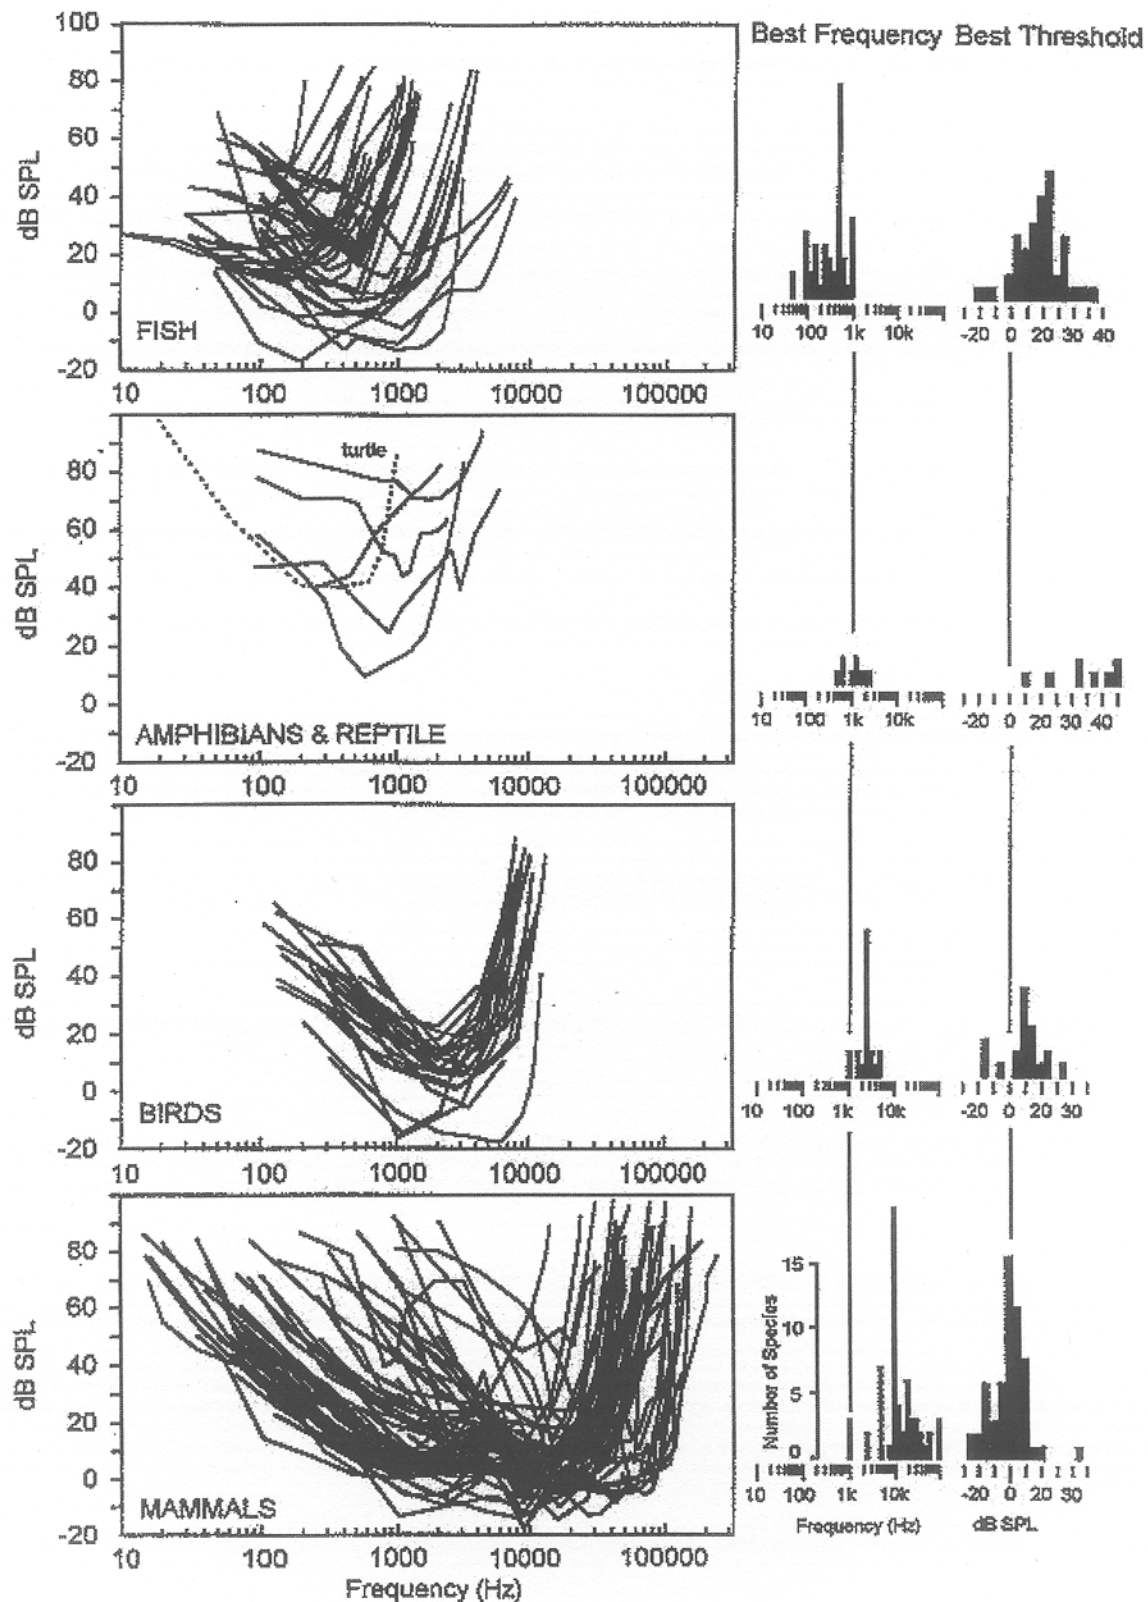 Best Frequency Best Threshold
100
80
60
40
20
0
-20
dB SPL
FISH
10 100 1000 10000 100000
10 100 1k 10k
-20 0 20 30 40
80
60
40
20
0
-20
dB SPL
turtle
AMPHIBIANS & REPTILE
10 100 1000 10000 100000
10 100 1k 10k
-20 0 20 30 40
80
60
40
20
0
-20
dB SPL
BIRDS
10 100 1000 10000 100000
10 100 1k 10k
-20 0 20 30
80
60
40
20
0
-20
dB SPL
MAMMALS
10 100 1000 10000 100000
Frequency (Hz)
15
10
5
0
Number of Species
10 100 1k 10k
Frequency (Hz)
-20 0 20 30
dB SPL